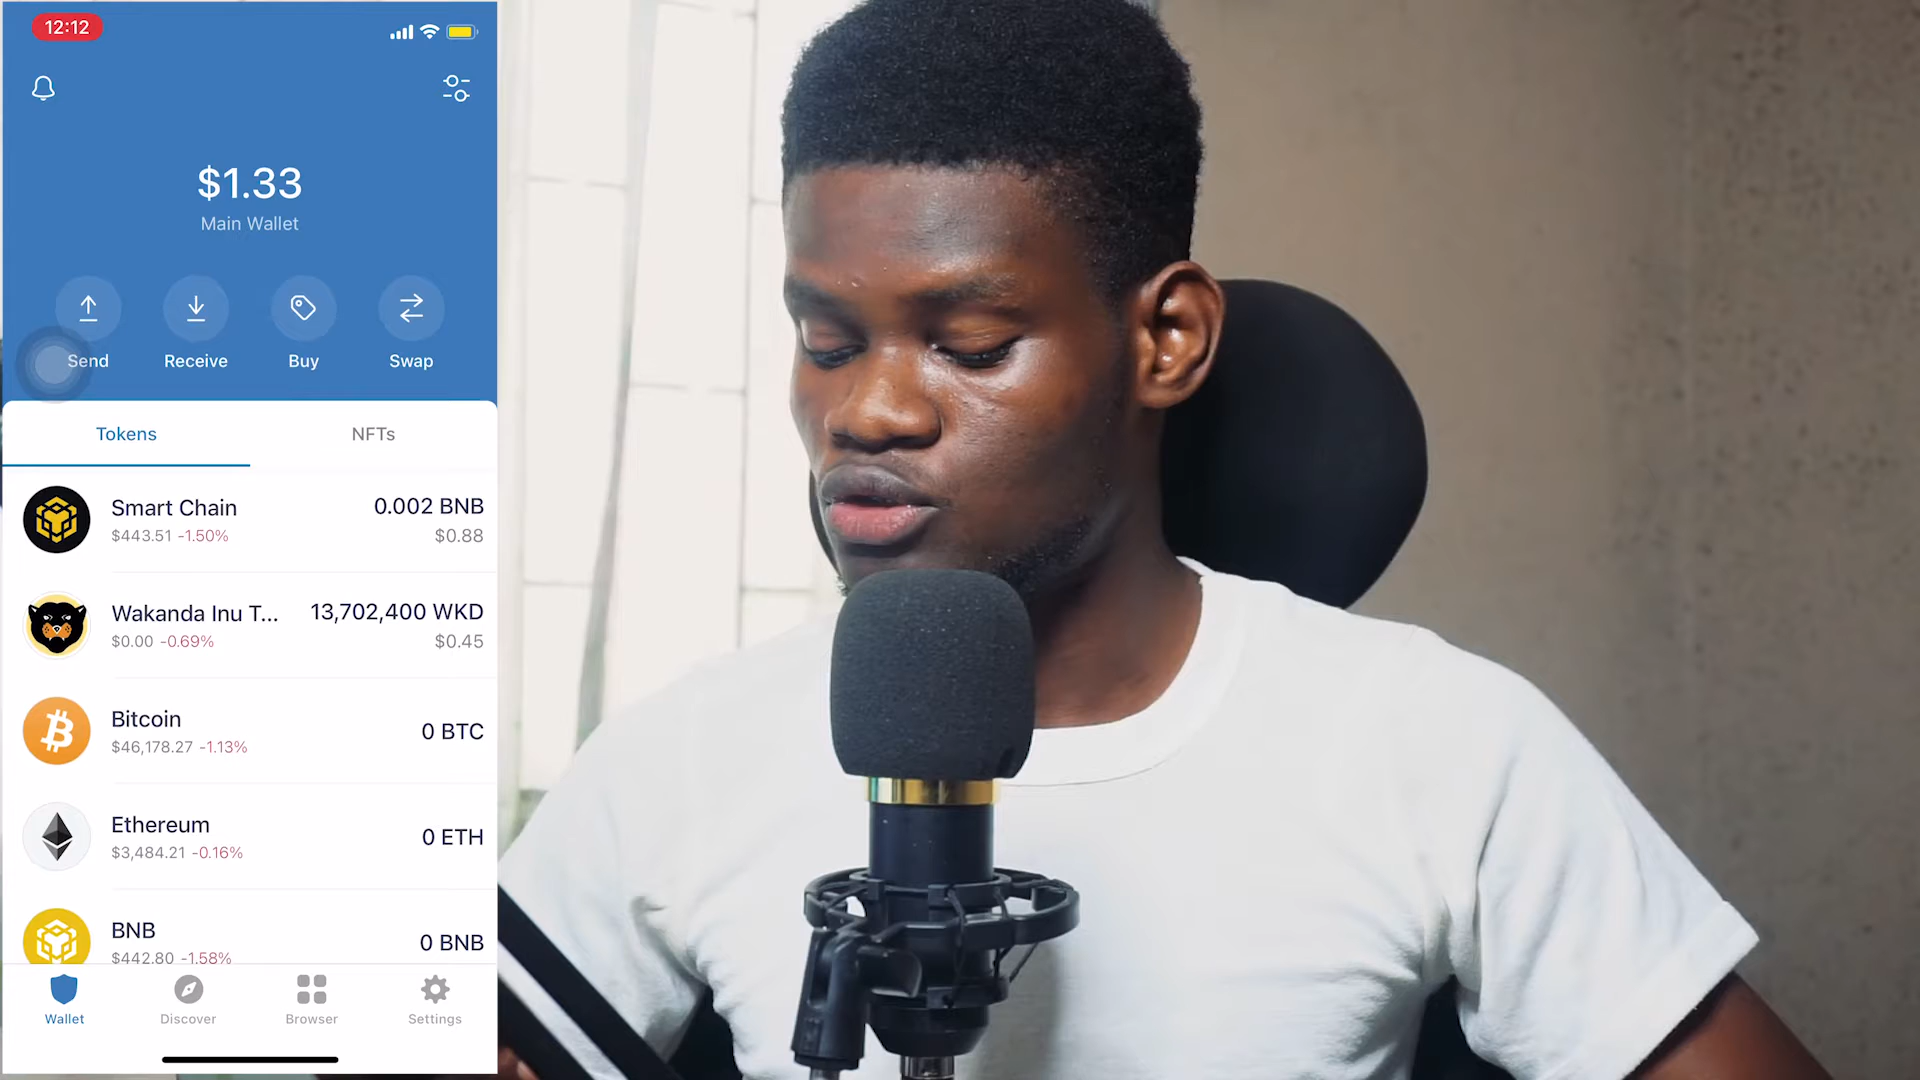 12:12
$1.33
Main Wallet
Send
Receive
Buy
Swap
Tokens
NFTs
Smart Chain
0.002 BNB
$443.51 -1.50%
$0.88
Wakanda Inu T...
13,702,400 WKD
$0.00 -0.69%
$0.45
Bitcoin
0 BTC
$46,178.27 -1.13%
Ethereum
0 ETH
$3,484.21 -0.16%
BNB
0 BNB
$442.80 -1.58%
Wallet
Discover
Browser
Settings